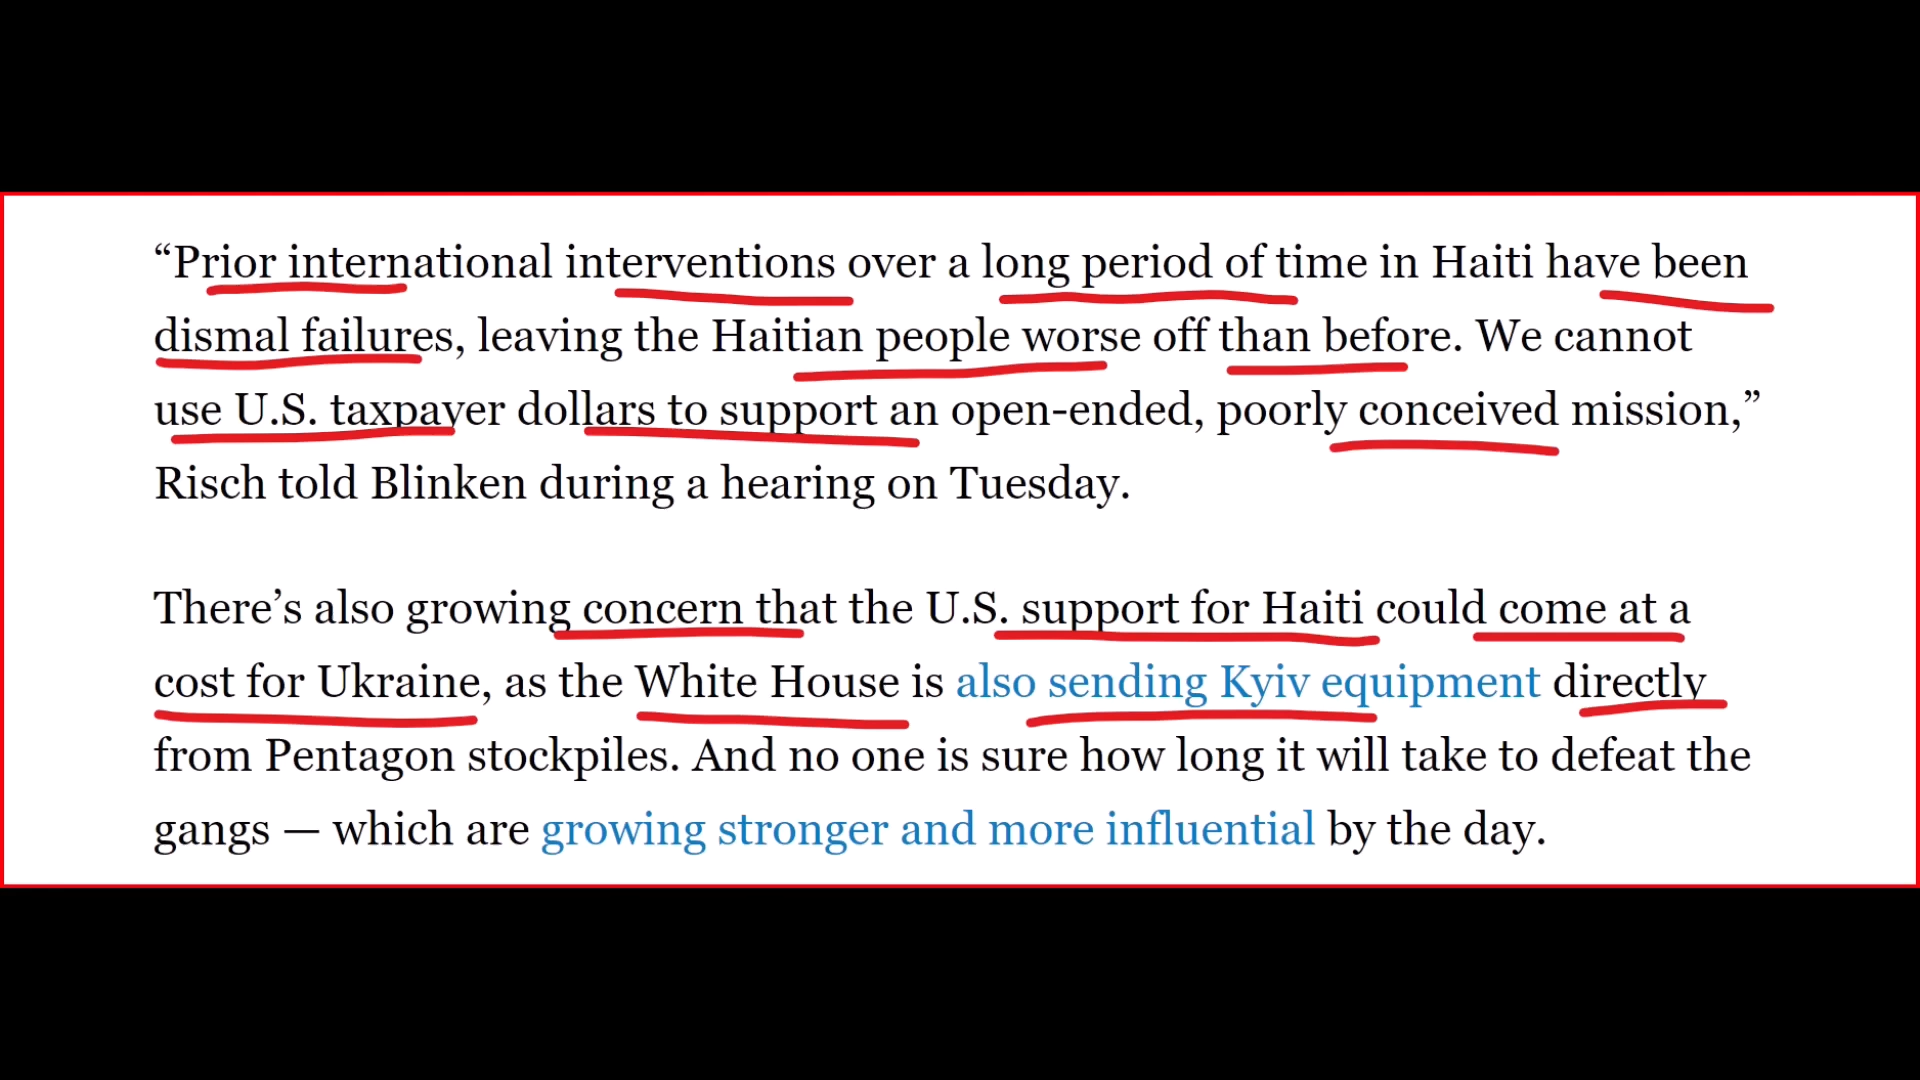 “Prior international interventions over a long period of time in Haiti have been
dismal failures, leaving the Haitian people worse off than before. We cannot
use U.S. taxpayer dollars to support an open-ended, poorly conceived mission,”
Risch told Blinken during a hearing on Tuesday.
There’s also growing concern that the U.S. support for Haiti could come at a
cost for Ukraine, as the White House is also sending Kyiv equipment directly
from Pentagon stockpiles. And no one is sure how long it will take to defeat the
gangs — which are growing stronger and more influential by the day.